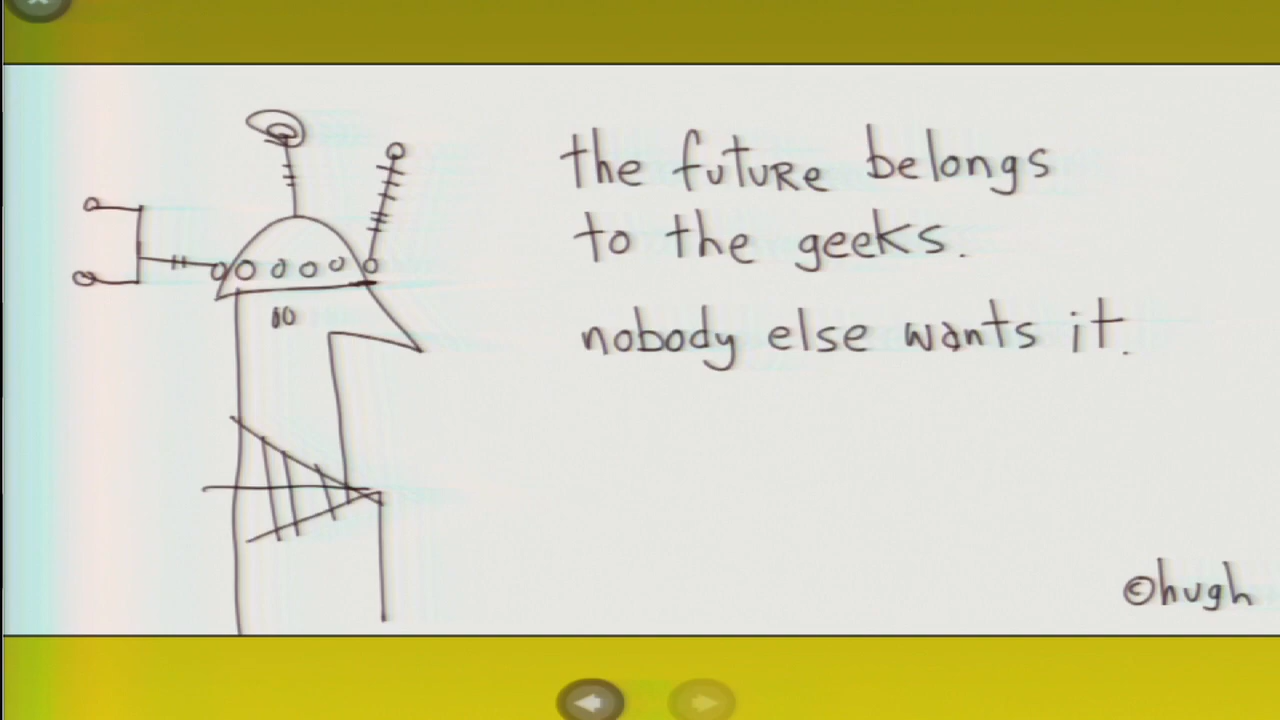 the future belongs
to the geeks.
nobody else wants it.
©hugh